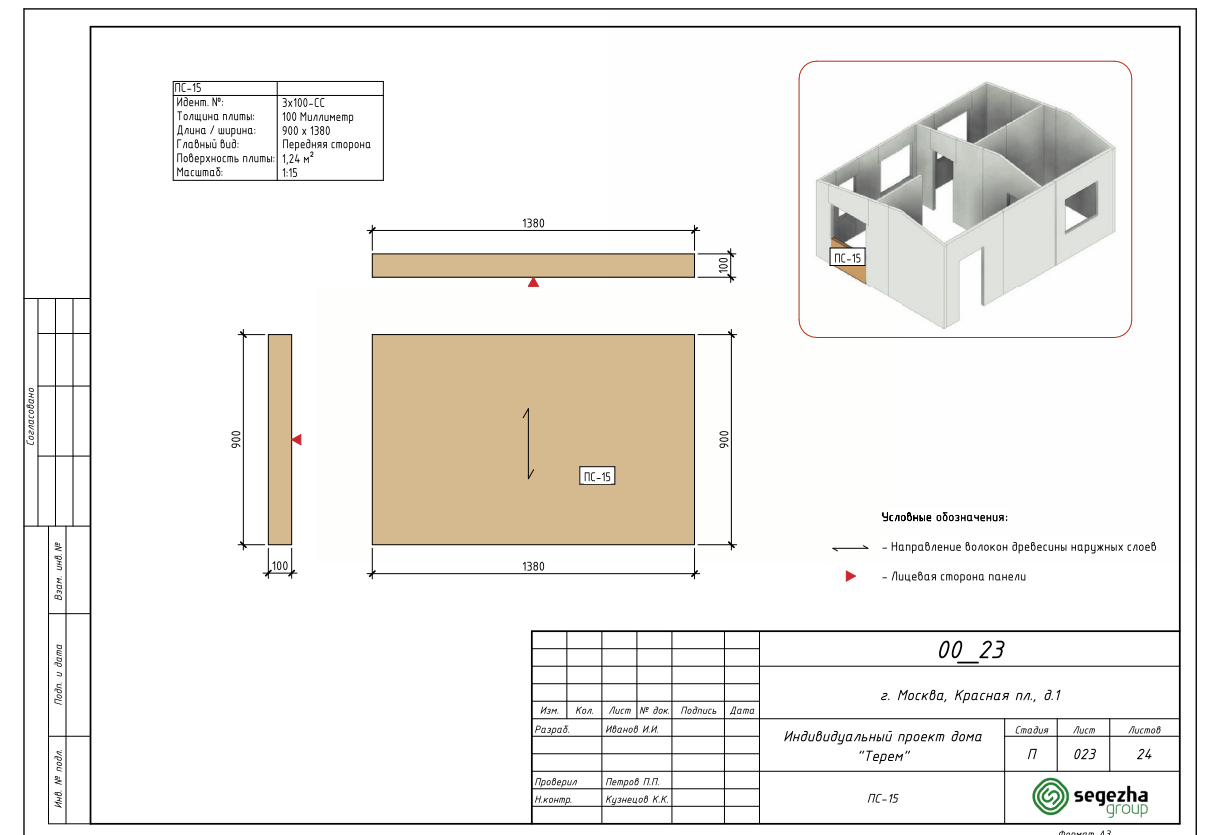 ПС-15
Идент. №: 3х100-СС
Толщина плиты: 100 Миллиметр
Длина / ширина: 900 х 1380
Главный вид: Передняя сторона
Поверхность плиты: 1,24 м²
Масштаб: 1:15
1380
100
ПС-15
900
900
ПС-15
100
1380
Условные обозначения:
- Направление волокон древесины наружных слоев
- Лицевая сторона панели
Согласовано
Взам. инв. №
Подп. и дата
Инв. № подл.
00_23
г. Москва, Красная пл., д.1
Изм. Кол. Лист № док. Подпись Дата
Разраб. Иванов И.И.
Индивидуальный проект дома
"Терем"
Стадия Лист Листов
П 023 24
Проверил Петров П.П.
Н.контр. Кузнецов К.К.
ПС-15
segezha
group
Формат А3